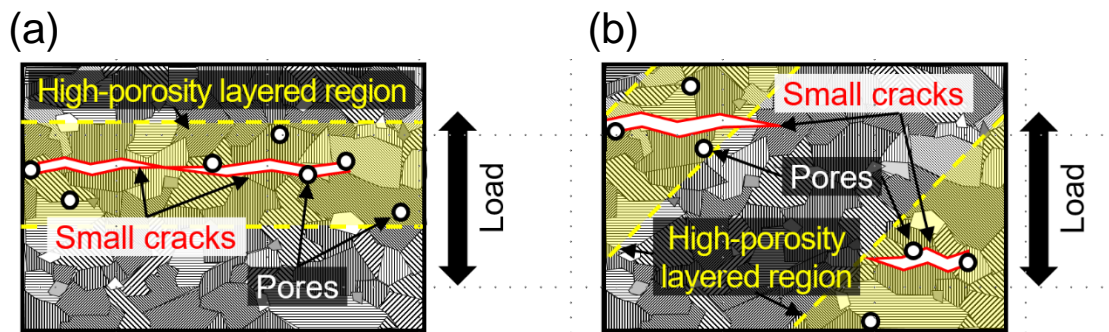 (a)
High-porosity layered region
Small cracks
Pores
Load
(b)
Small cracks
Pores
High-porosity
layered region
Load